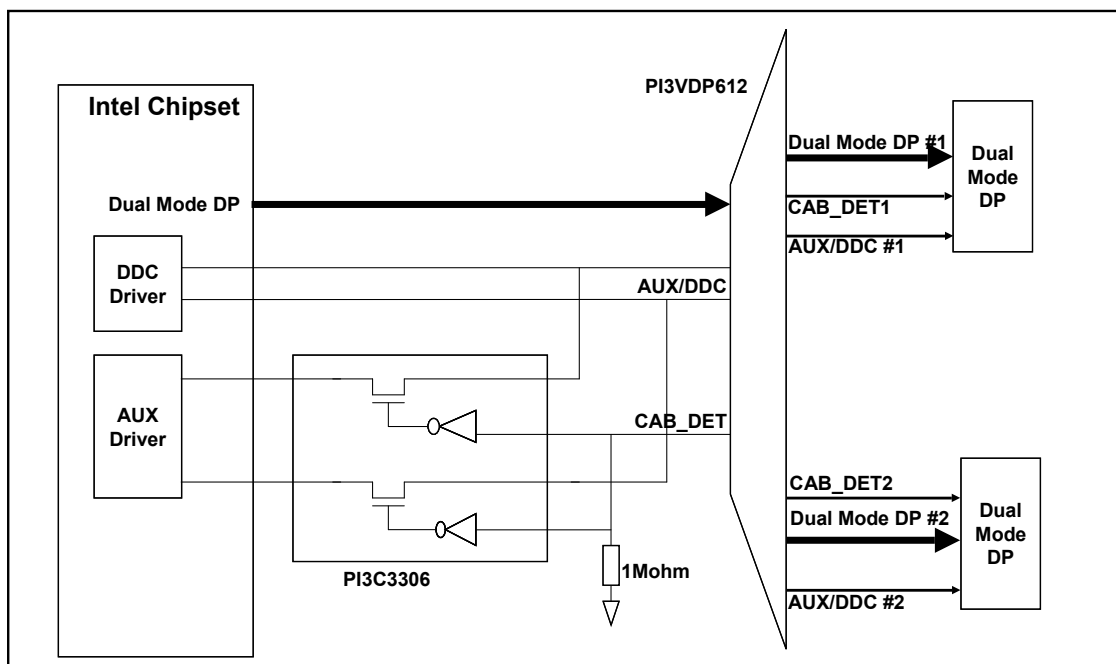 PI3VDP612
Intel Chipset
Dual Mode DP
DDC
Driver
AUX
Driver
AUX/DDC
CAB_DET
PI3C3306
1Mohm
Dual Mode DP #1
CAB_DET1
AUX/DDC #1
Dual
Mode
DP
CAB_DET2
Dual Mode DP #2
AUX/DDC #2
Dual
Mode
DP